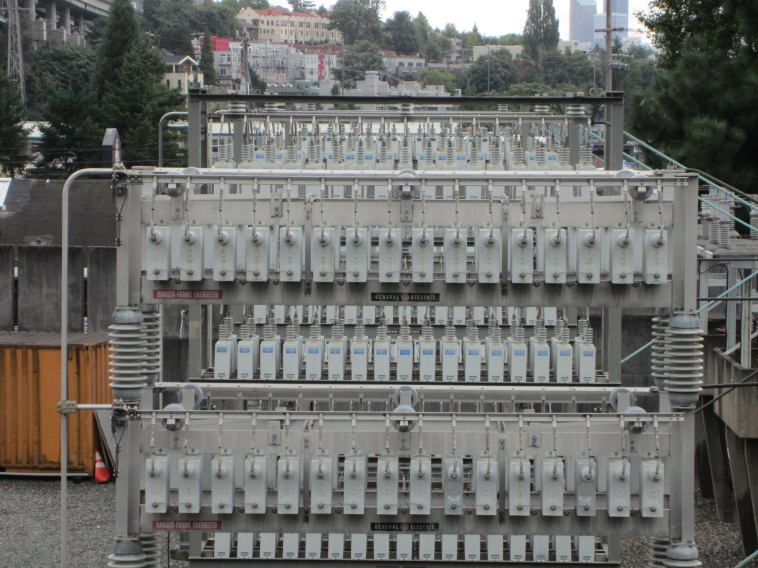 DANGER-FRAME ENERGIZED
GENERAL ELECTRIC
DANGER-FRAME ENERGIZED
GENERAL ELECTRIC